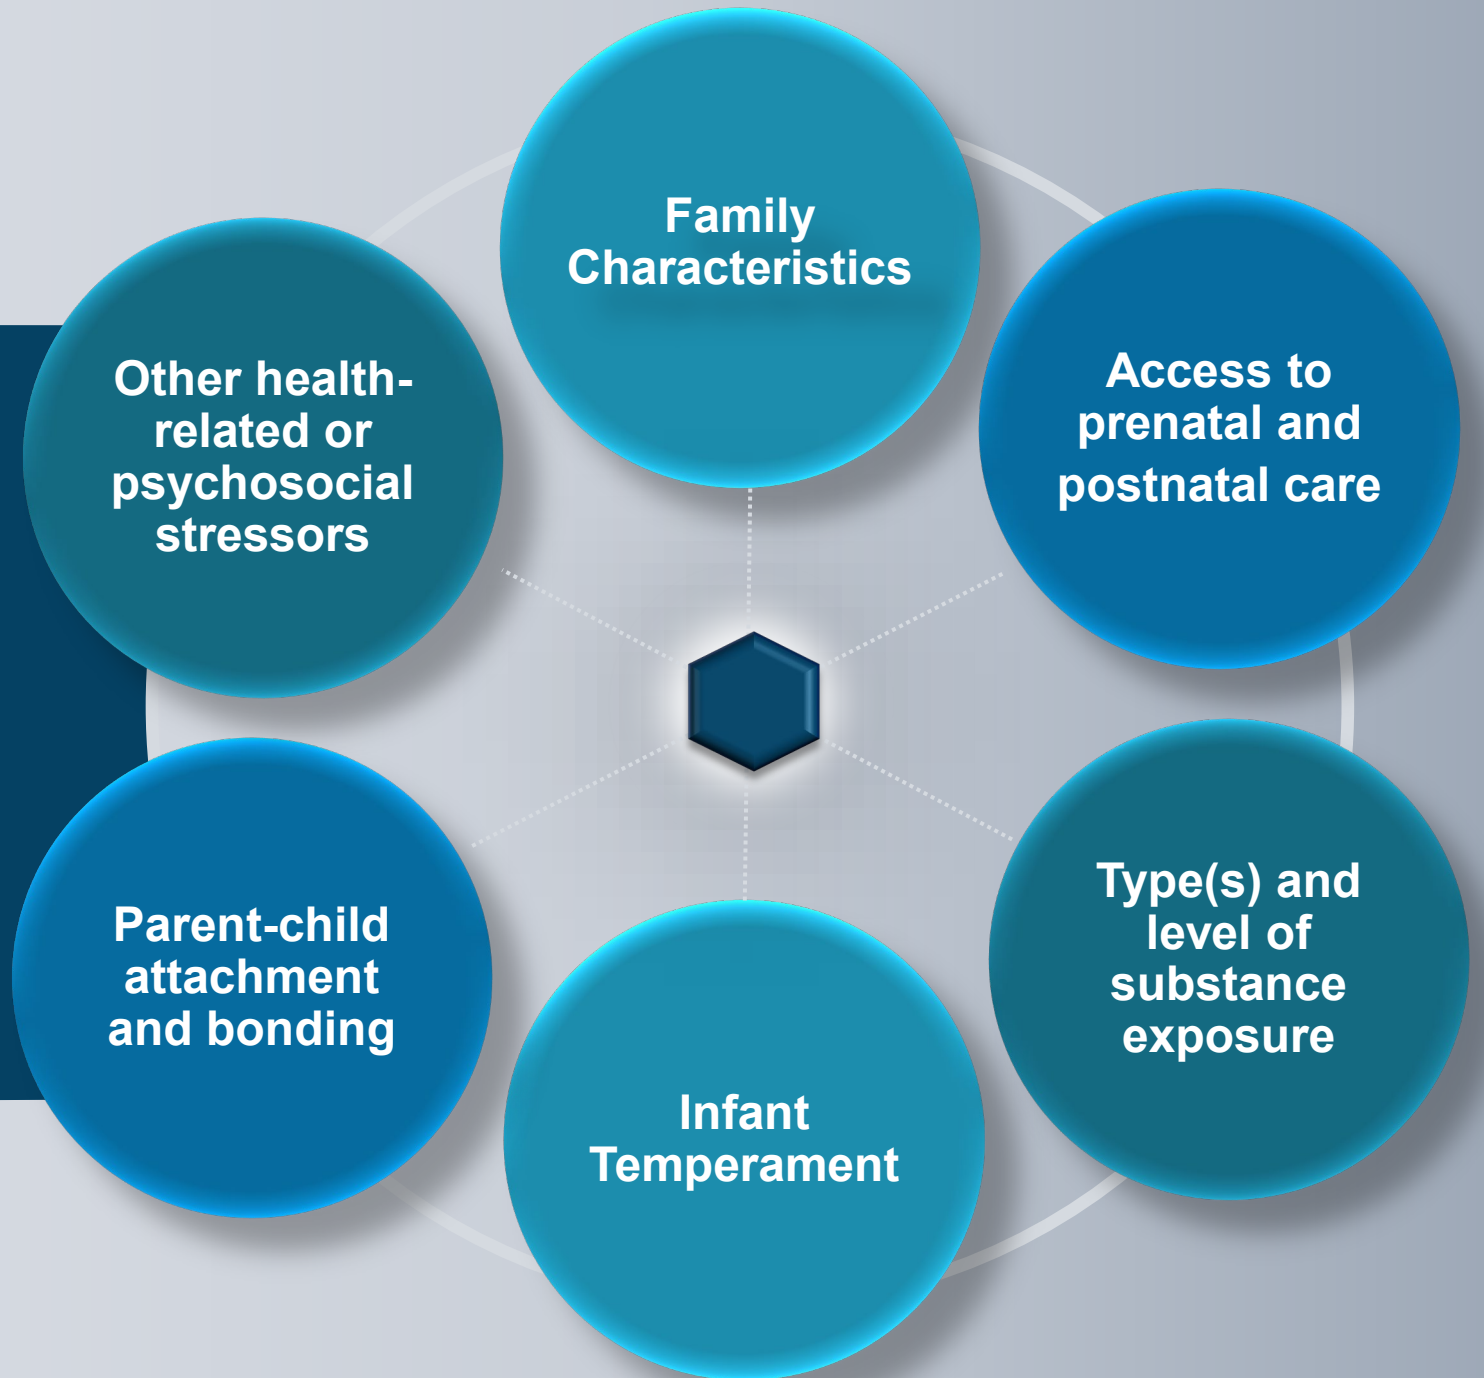 Family
Characteristics
Access to
prenatal and
postnatal care
Type(s) and
level of
substance
exposure
Infant
Temperament
Parent-child
attachment
and bonding
Other health-
related or
psychosocial
stressors